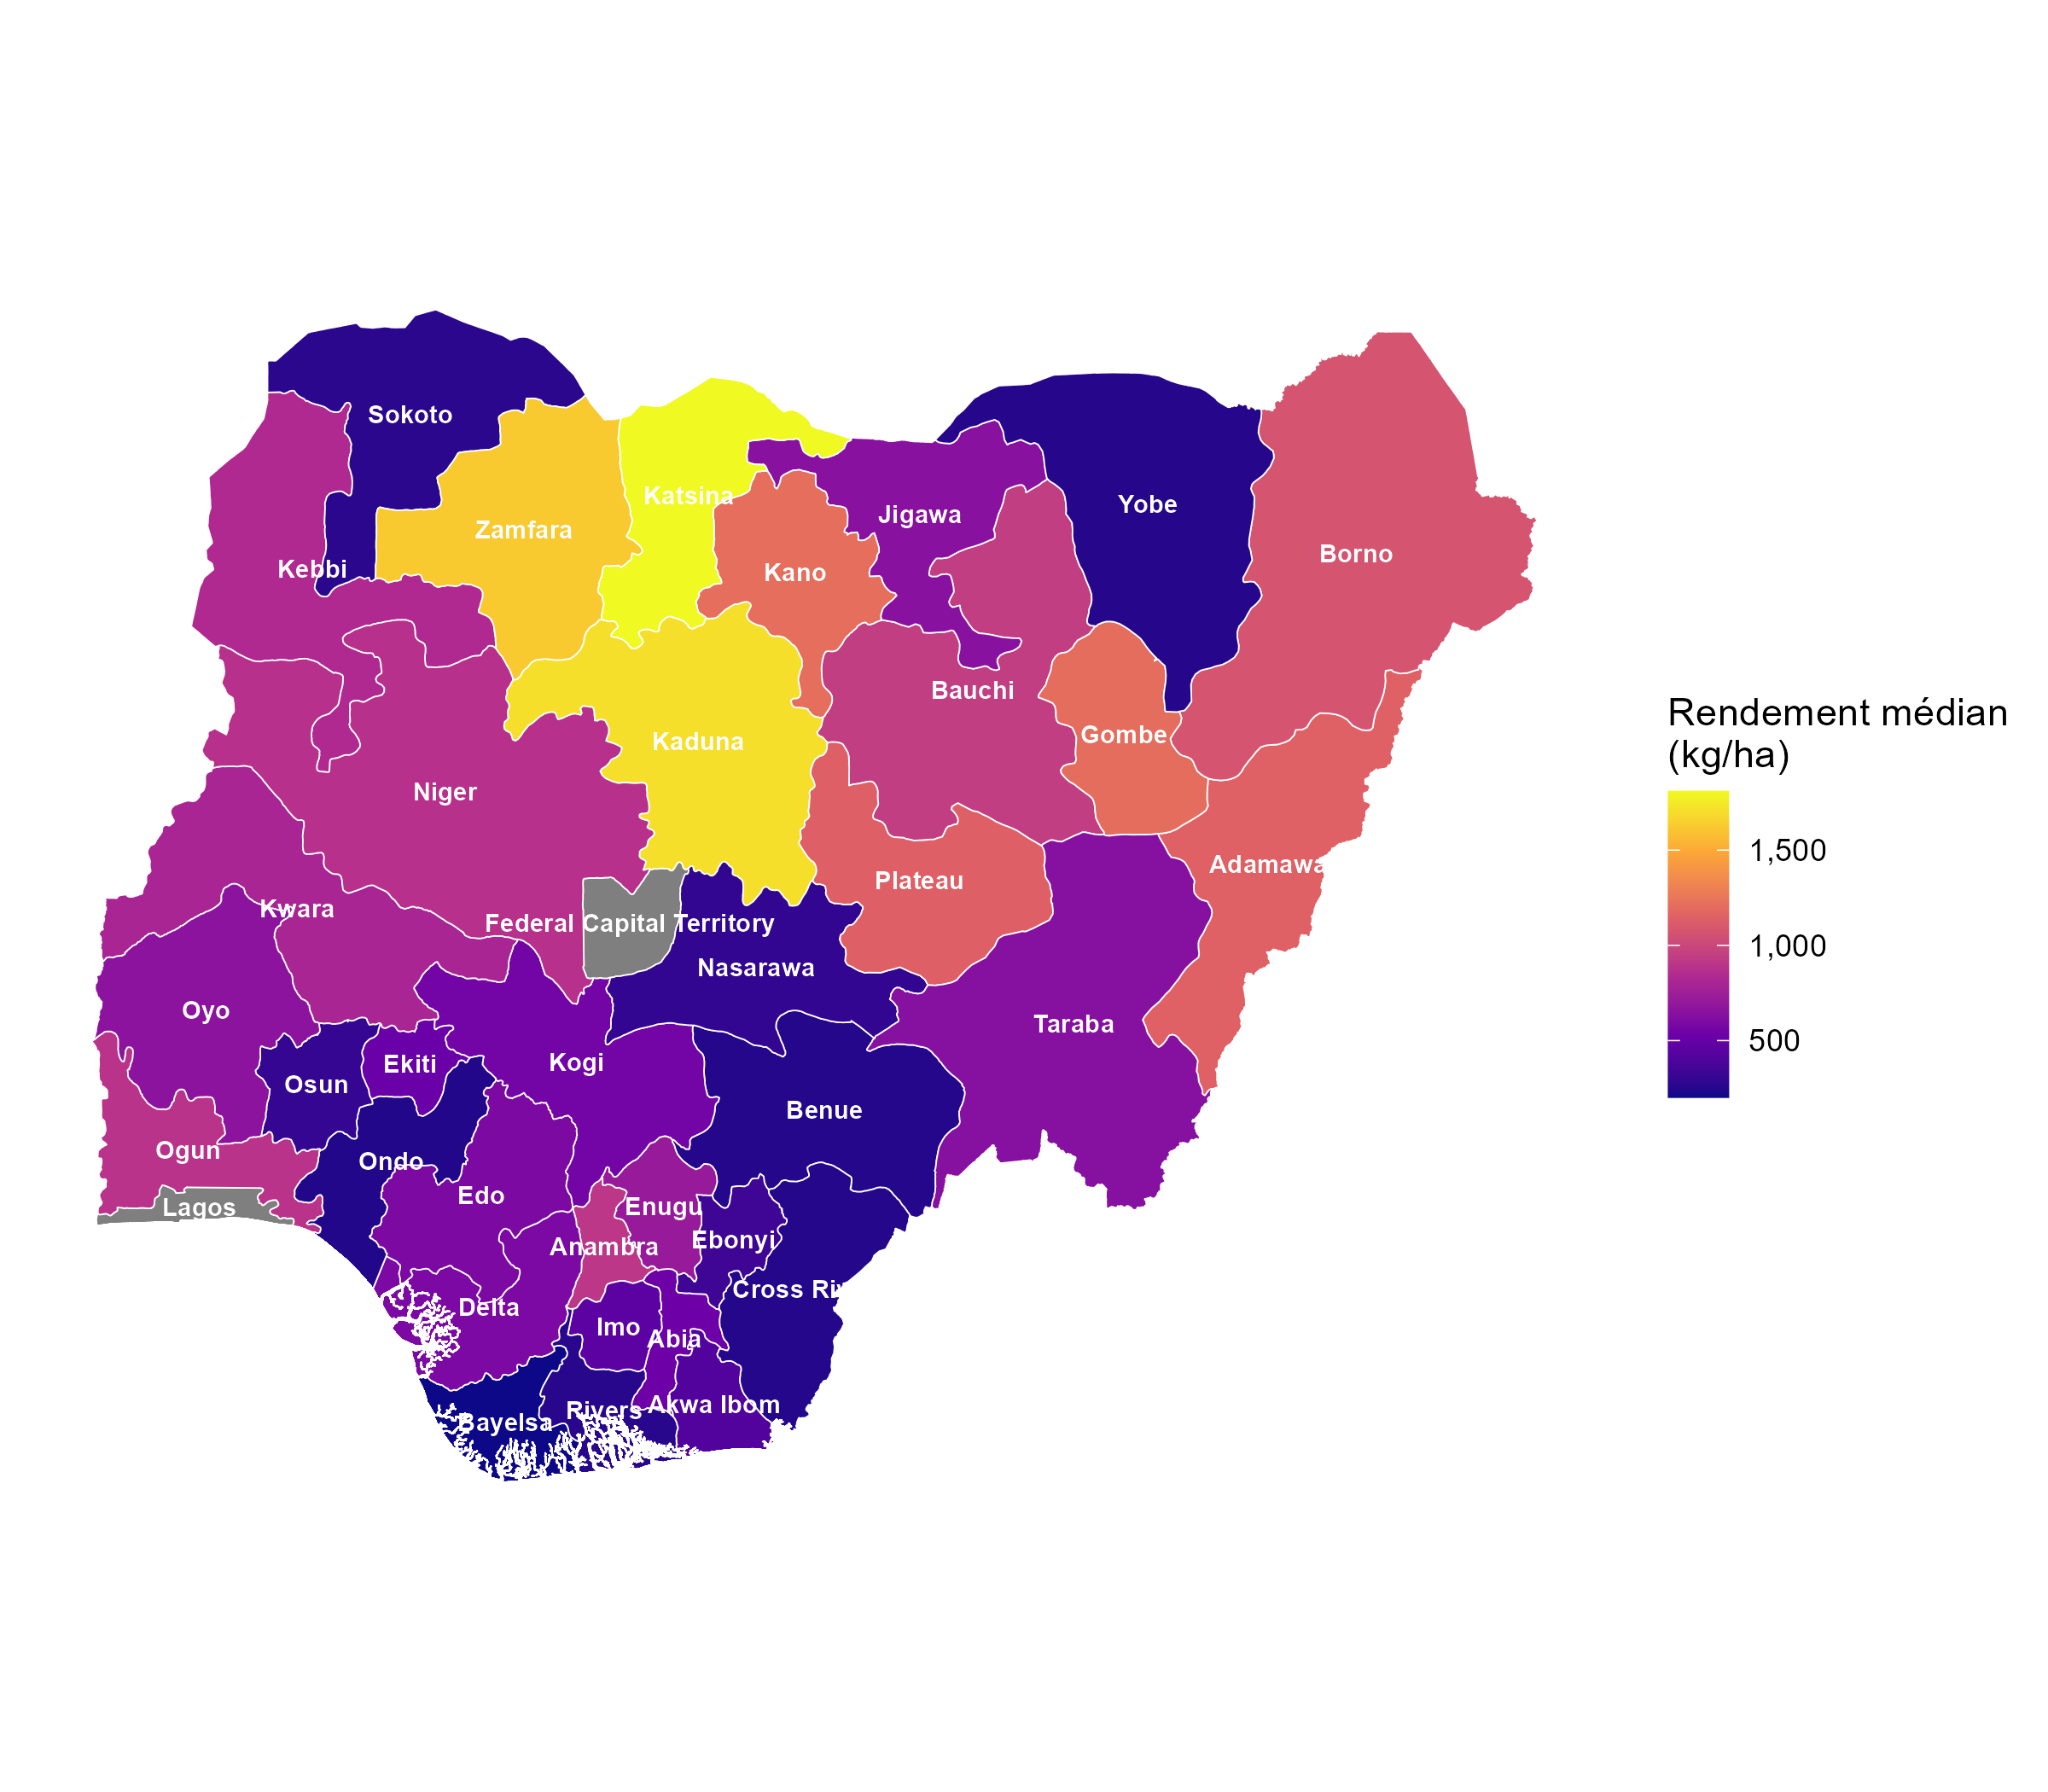 Sokoto
Katsina
Yobe
Jigawa
Zamfara
Borno
Kebbi
Kano
Bauchi
Gombe
Kaduna
Niger
Adamawa
Plateau
Kwara
Federal Capital Territory
Nasarawa
Oyo
Taraba
Kogi
Ekiti
Osun
Benue
Ogun
Ondo
Edo
Lagos
Enugu
Ebonyi
Anambra
Cross Riv
Delta
Imo
Abia
Akwa Ibom
Rivers
Bayelsa
Rendement médian
(kg/ha)
1,500
1,000
500